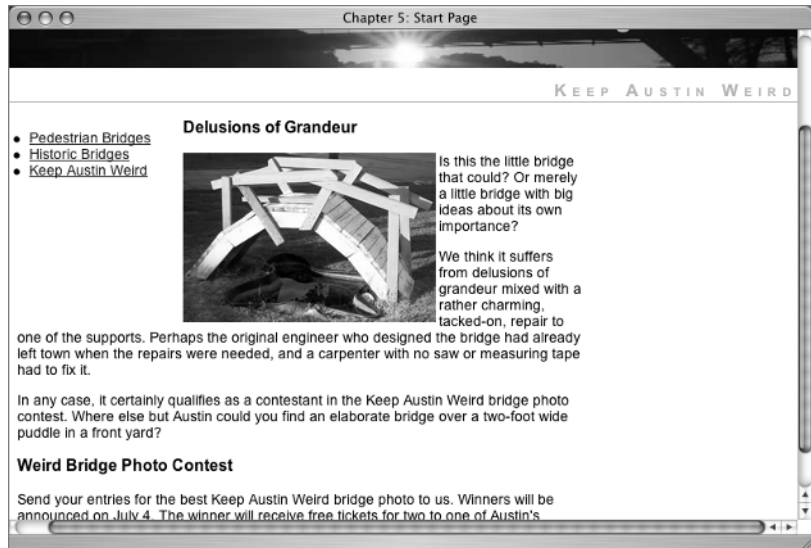 Chapter 5: Start Page
KEEP AUSTIN WEIRD
Pedestrian Bridges
Historic Bridges
Keep Austin Weird
Delusions of Grandeur
Is this the little bridge
that could? Or merely
a little bridge with big
ideas about its own
importance?
We think it suffers
from delusions of
grandeur mixed with a
rather charming,
tacked-on, repair to
one of the supports. Perhaps the original engineer who designed the bridge had already
left town when the repairs were needed, and a carpenter with no saw or measuring tape
had to fix it.
In any case, it certainly qualifies as a contestant in the Keep Austin Weird bridge photo
contest. Where else but Austin could you find an elaborate bridge over a two-foot wide
puddle in a front yard?
Weird Bridge Photo Contest
Send your entries for the best Keep Austin Weird bridge photo to us. Winners will be
announced on July 4. The winner will receive free tickets for two to one of Austin's